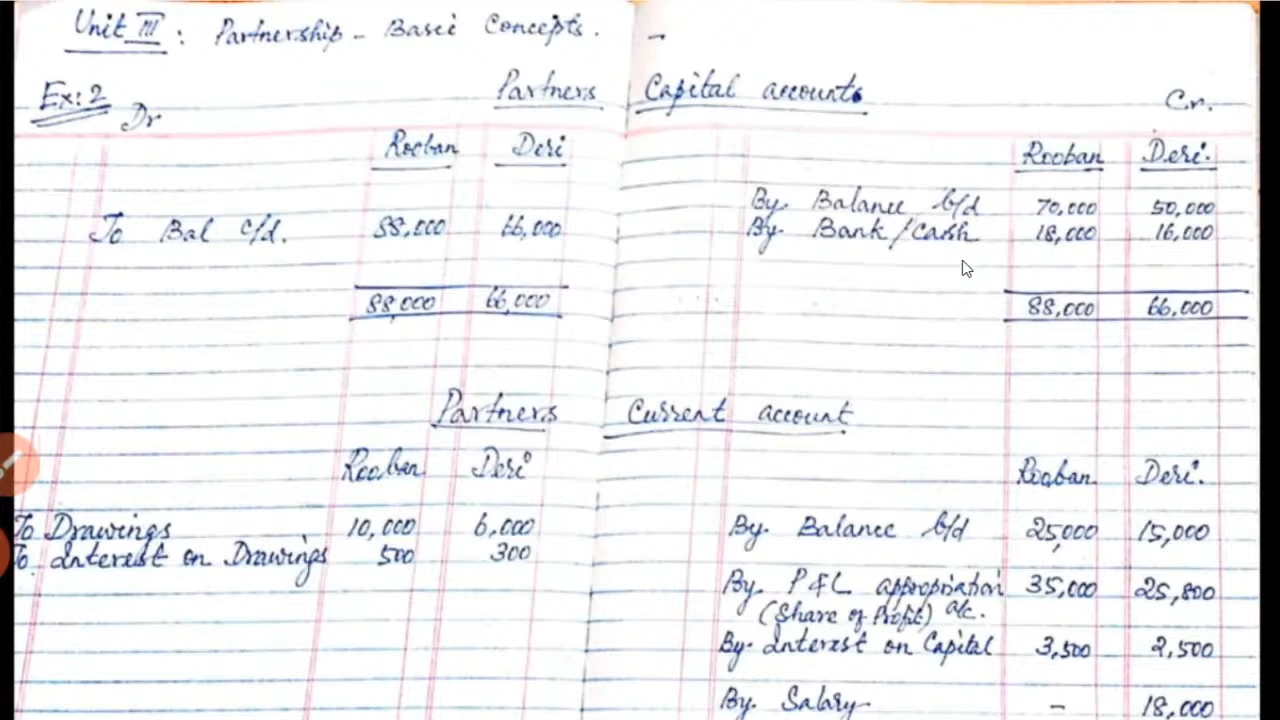 Unit III : Partnership - Basic Concepts. -
Ex: 2
Partners Capital accounts
Dr
Cr.
Rooban Deri
Rooban Deri.
By Balance b/d 70,000 50,000
To Bal c/d. 88,000 66,000
By. Bank/Cash 18,000 16,000
88,000 66,000
88,000 66,000
Partners Current account
Rooban Deri
Rooban Deri.
To Drawings 10,000 6,000
By. Balance b/d 25,000 15,000
To. Interest on Drawings 500 300
By. P & L appropriation 35,000 25,800
(Share of Profit) a/c.
By. Interest on Capital 3,500 2,500
By. Salary - 18,000